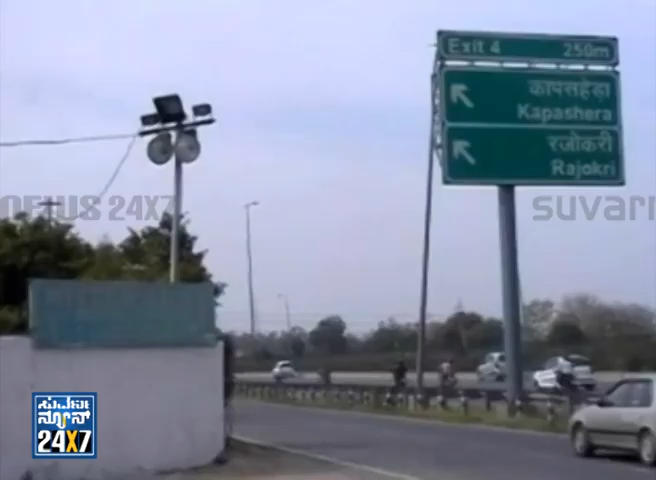 Exit 4 250m
कापसहेड़ा
Kapashera
रजोकरी
Rajokri
NEWS 24X7
suvarn
ಸುವರ್ಣ
ನ್ಯೂಸ್
24X7